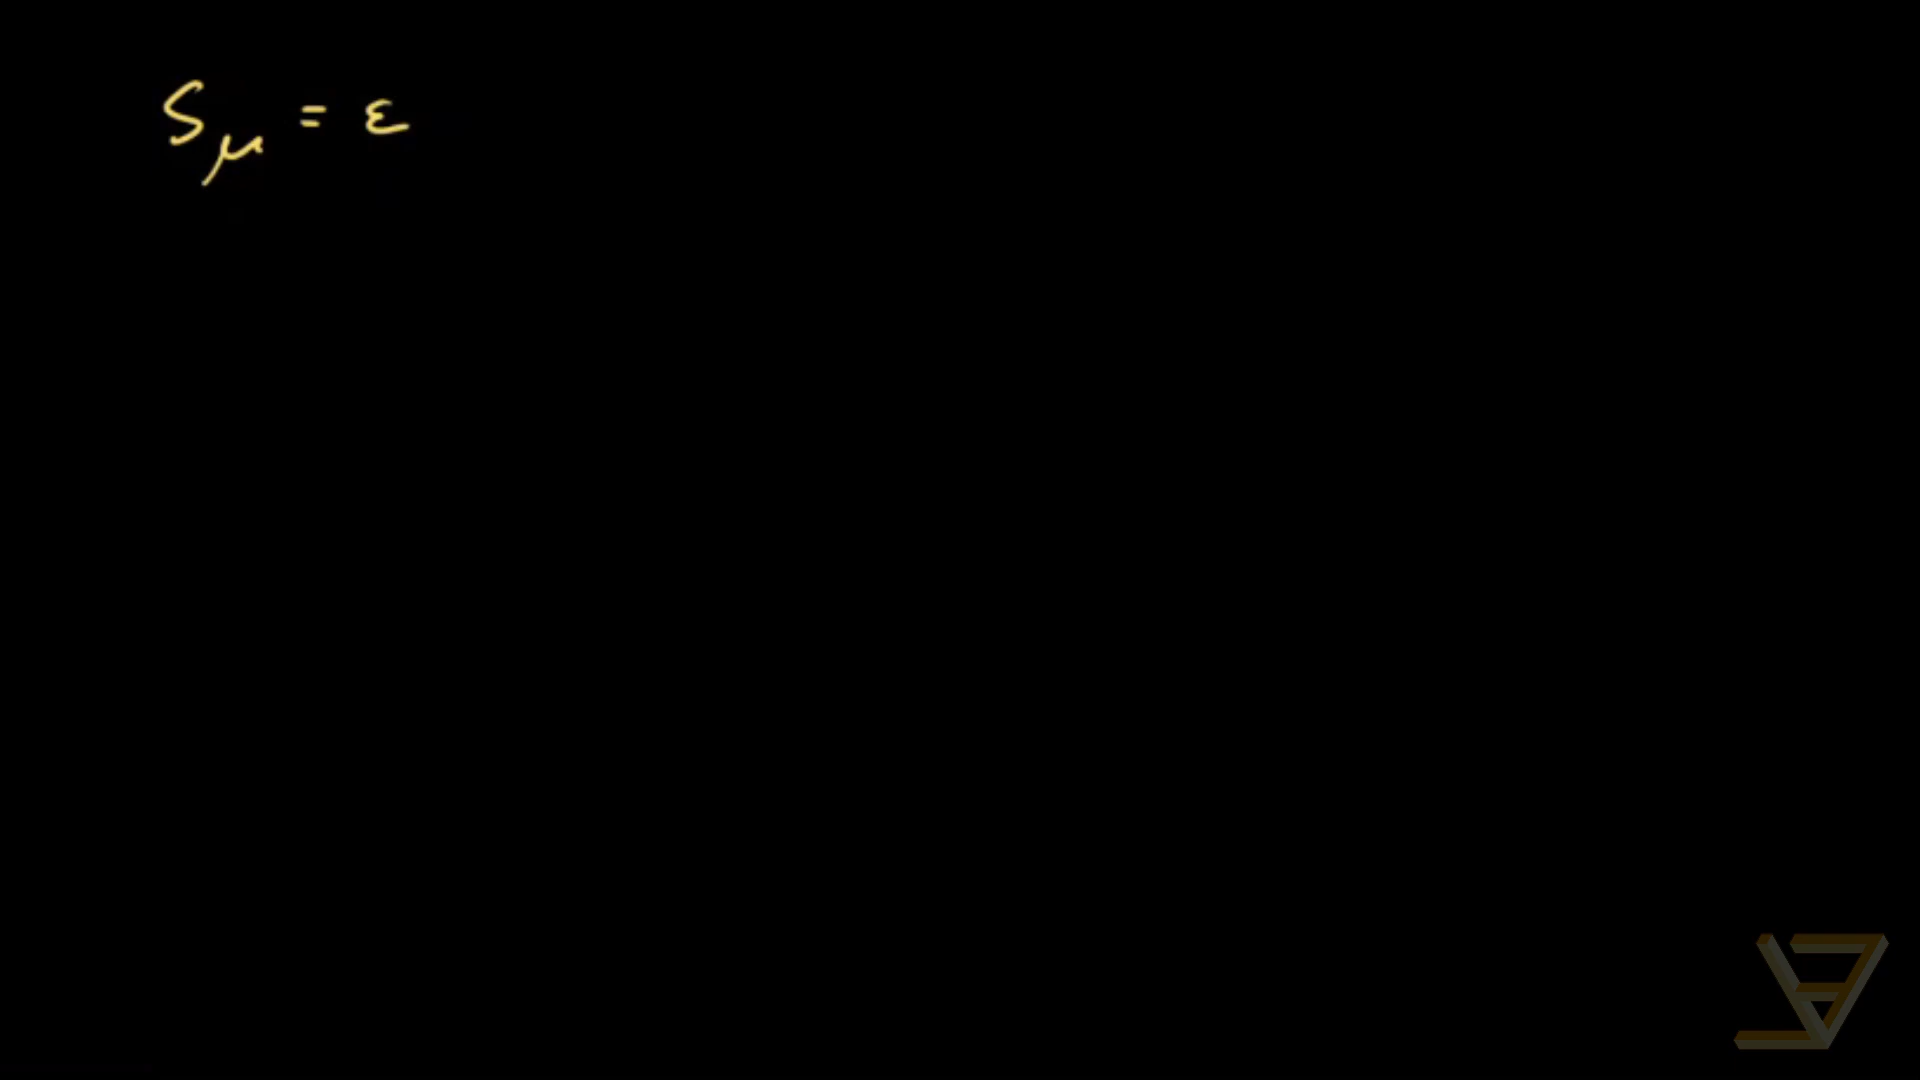 S_μ = ε